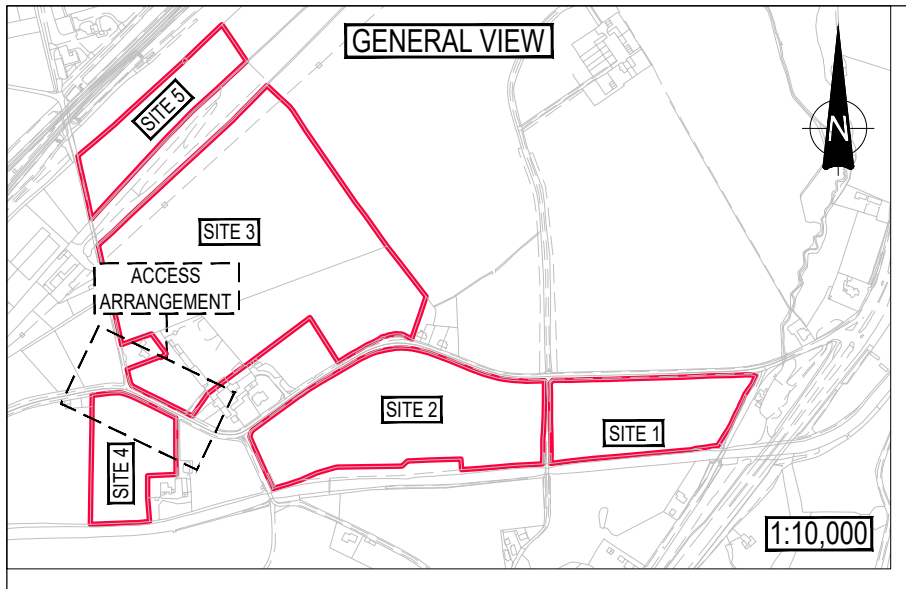 GENERAL VIEW
SITE 5
N
SITE 3
ACCESS
ARRANGEMENT
SITE 2
SITE 1
SITE 4
1:10,000